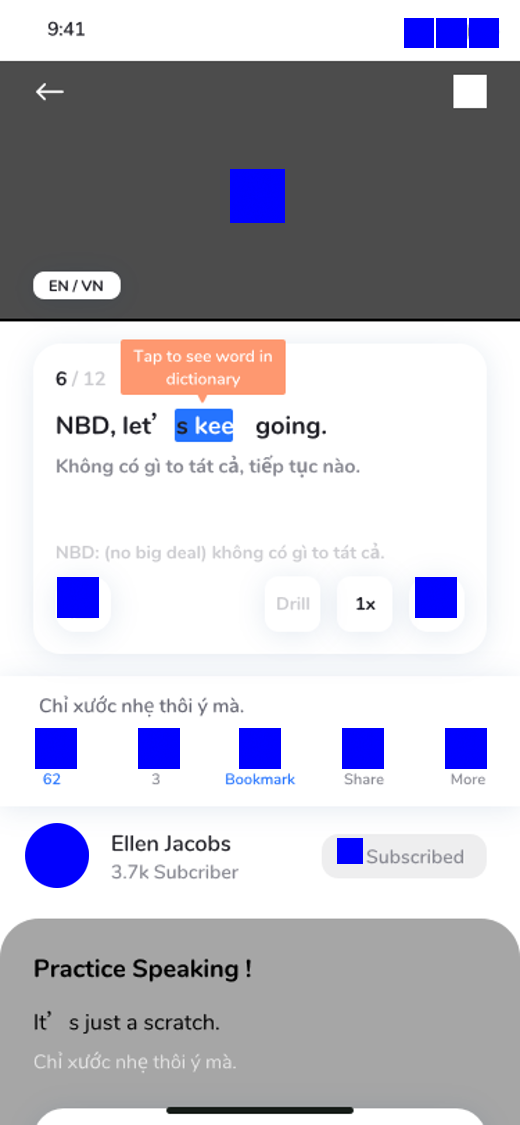 9:41
EN / VN
Tap to see word in
dictionary
6 / 12
NBD, let’s kee going.
Không có gì to tát cả, tiếp tục nào.
NBD: (no big deal) không có gì to tát cả.
Drill
1x
Chỉ xước nhẹ thôi ý mà.
62
3
Bookmark
Share
More
Ellen Jacobs
3.7k Subcriber
Subscribed
Practice Speaking !
It’s just a scratch.
Chỉ xước nhẹ thôi ý mà.